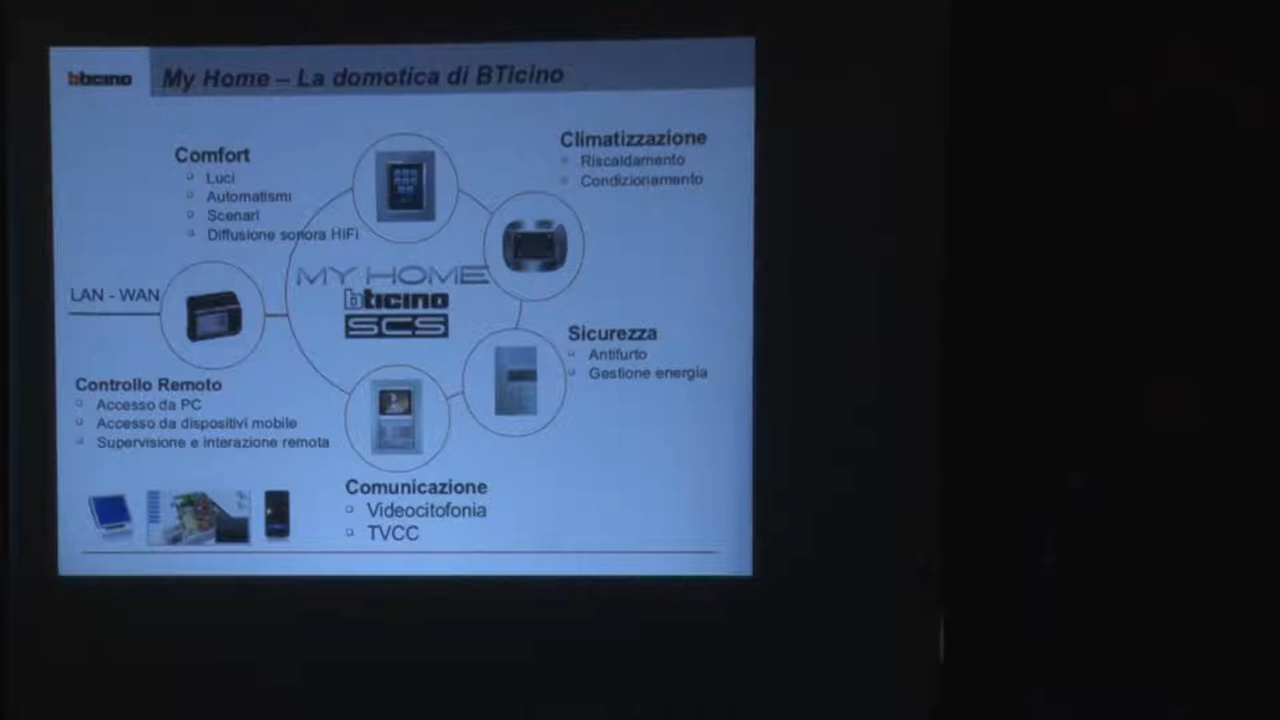 bticino
My Home – La domotica di BTicino
Comfort
Luci
Automatismi
Scenari
Diffusione sonora HiFi
Climatizzazione
Riscaldamento
Condizionamento
MY HOME
bticino
SCS
LAN - WAN
Sicurezza
Antifurto
Gestione energia
Controllo Remoto
Accesso da PC
Accesso da dispositivi mobile
Supervisione e interazione remota
Comunicazione
Videocitofonia
TVCC